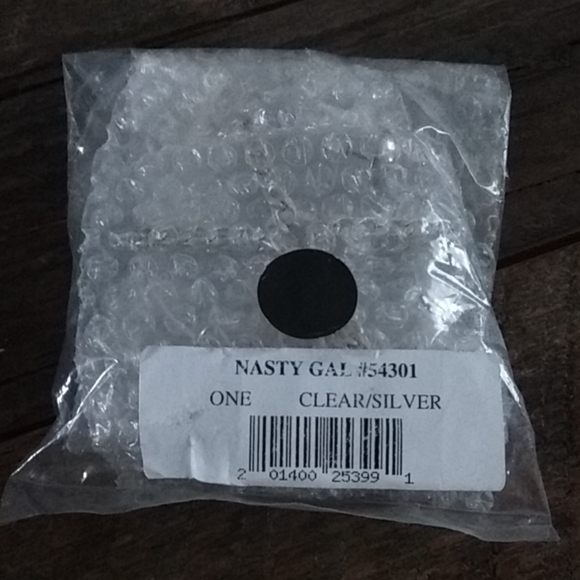 NASTY GAL #54301
ONE CLEAR/SILVER
2 01400 25399 1